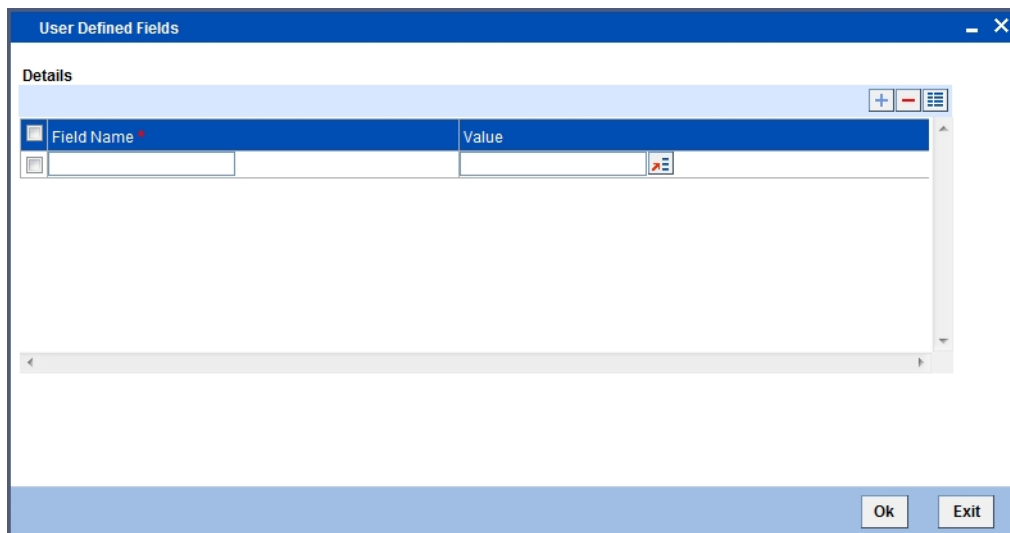 User Defined Fields
Details
Field Name * Value
Ok Exit